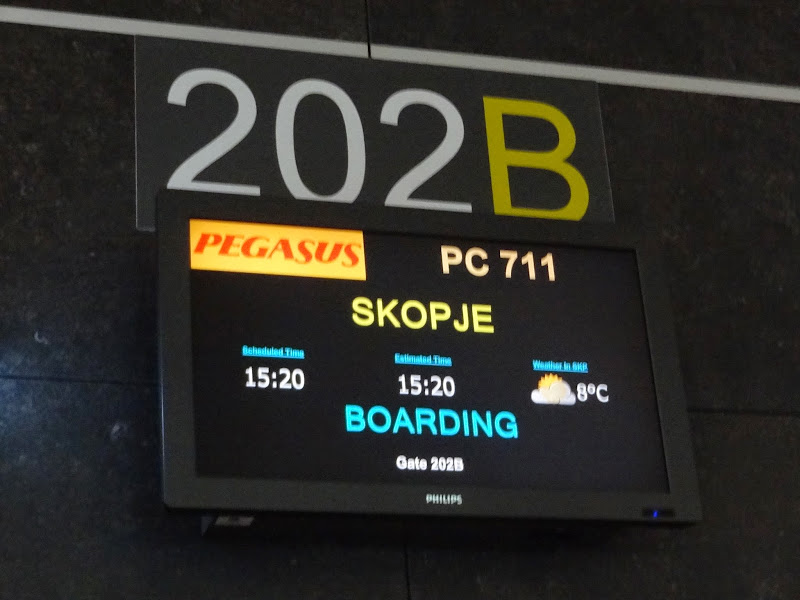 202B
PEGASUS PC 711
SKOPJE
Scheduled Time Estimated Time Weather in SKP
15:20 15:20 8°C
BOARDING
Gate 202B
PHILIPS